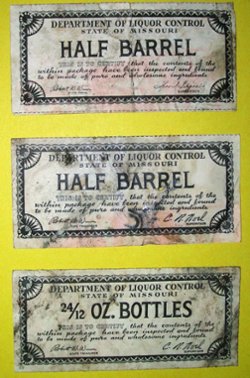 DEPARTMENT OF LIQUOR CONTROL
STATE OF MISSOURI
HALF BARREL
THIS IS TO CERTIFY that the contents of the
within package have been inspected and found
to be made of pure and wholesome ingredients
DEPARTMENT OF LIQUOR CONTROL
STATE OF MISSOURI
HALF BARREL
THIS IS TO CERTIFY, that the contents of the
within package have been inspected and found
to be made of pure and wholesome ingredients
DEPARTMENT OF LIQUOR CONTROL
STATE OF MISSOURI
24/12 OZ. BOTTLES
THIS IS TO CERTIFY, that the contents of the
within package have been inspected and found
to be made of pure and wholesome ingredients
STATE TREASURER